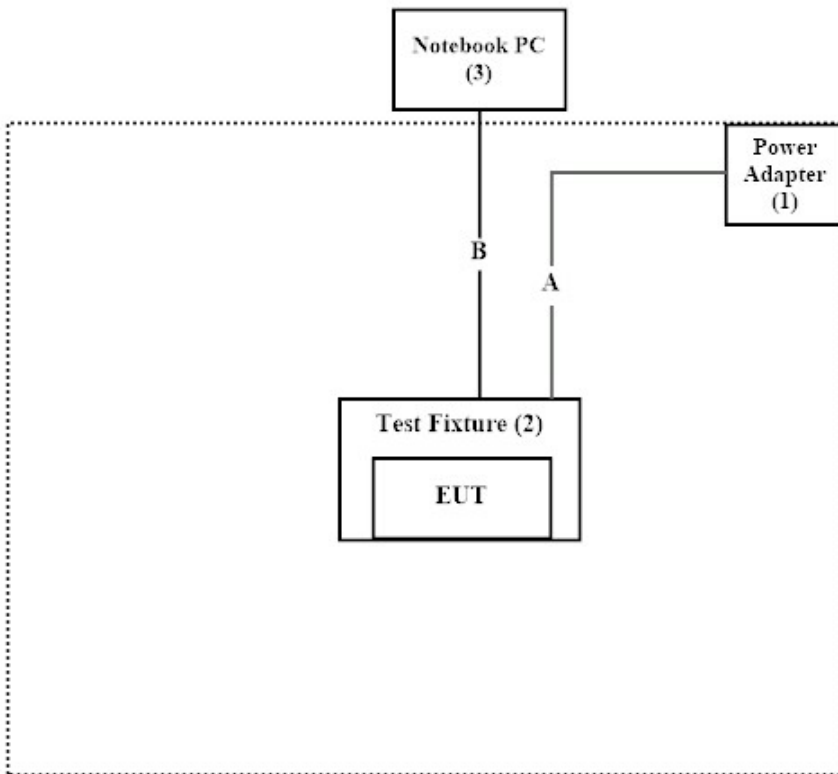 Notebook PC
(3)
Power
Adapter
(1)
B
A
Test Fixture (2)
EUT